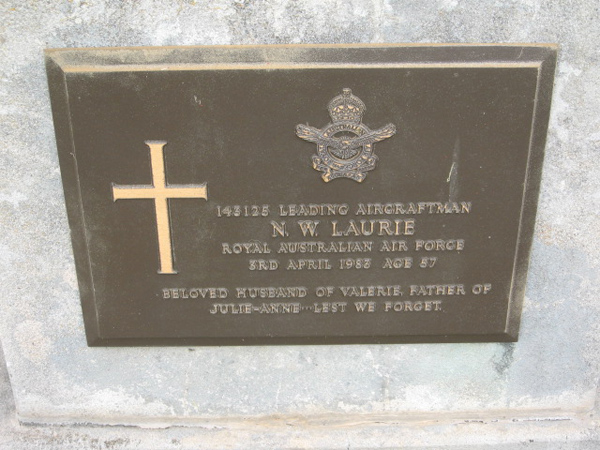 143125 LEADING AIRCRAFTMAN
N. W. LAURIE
ROYAL AUSTRALIAN AIR FORCE
3RD APRIL 1983 AGE 57
BELOVED HUSBAND OF VALERIE, FATHER OF
JULIE-ANNE...LEST WE FORGET.